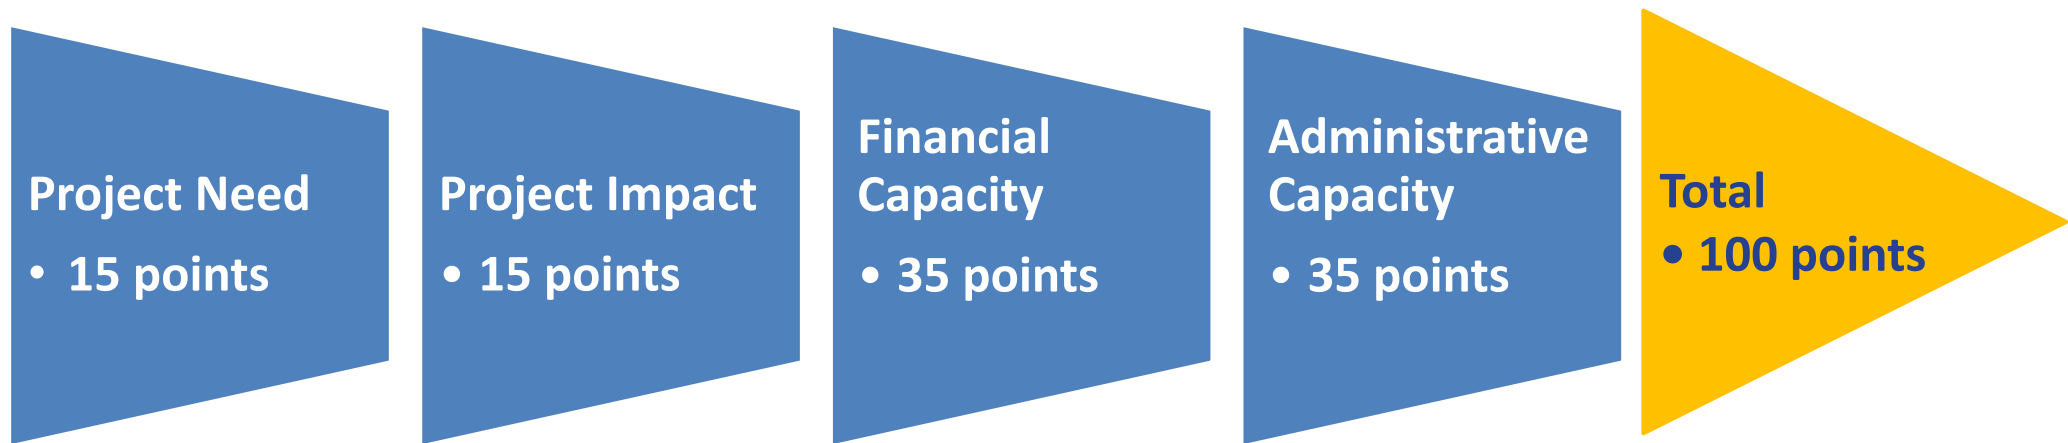 Project Need
• 15 points
Project Impact
• 15 points
Financial
Capacity
• 35 points
Administrative
Capacity
• 35 points
Total
• 100 points